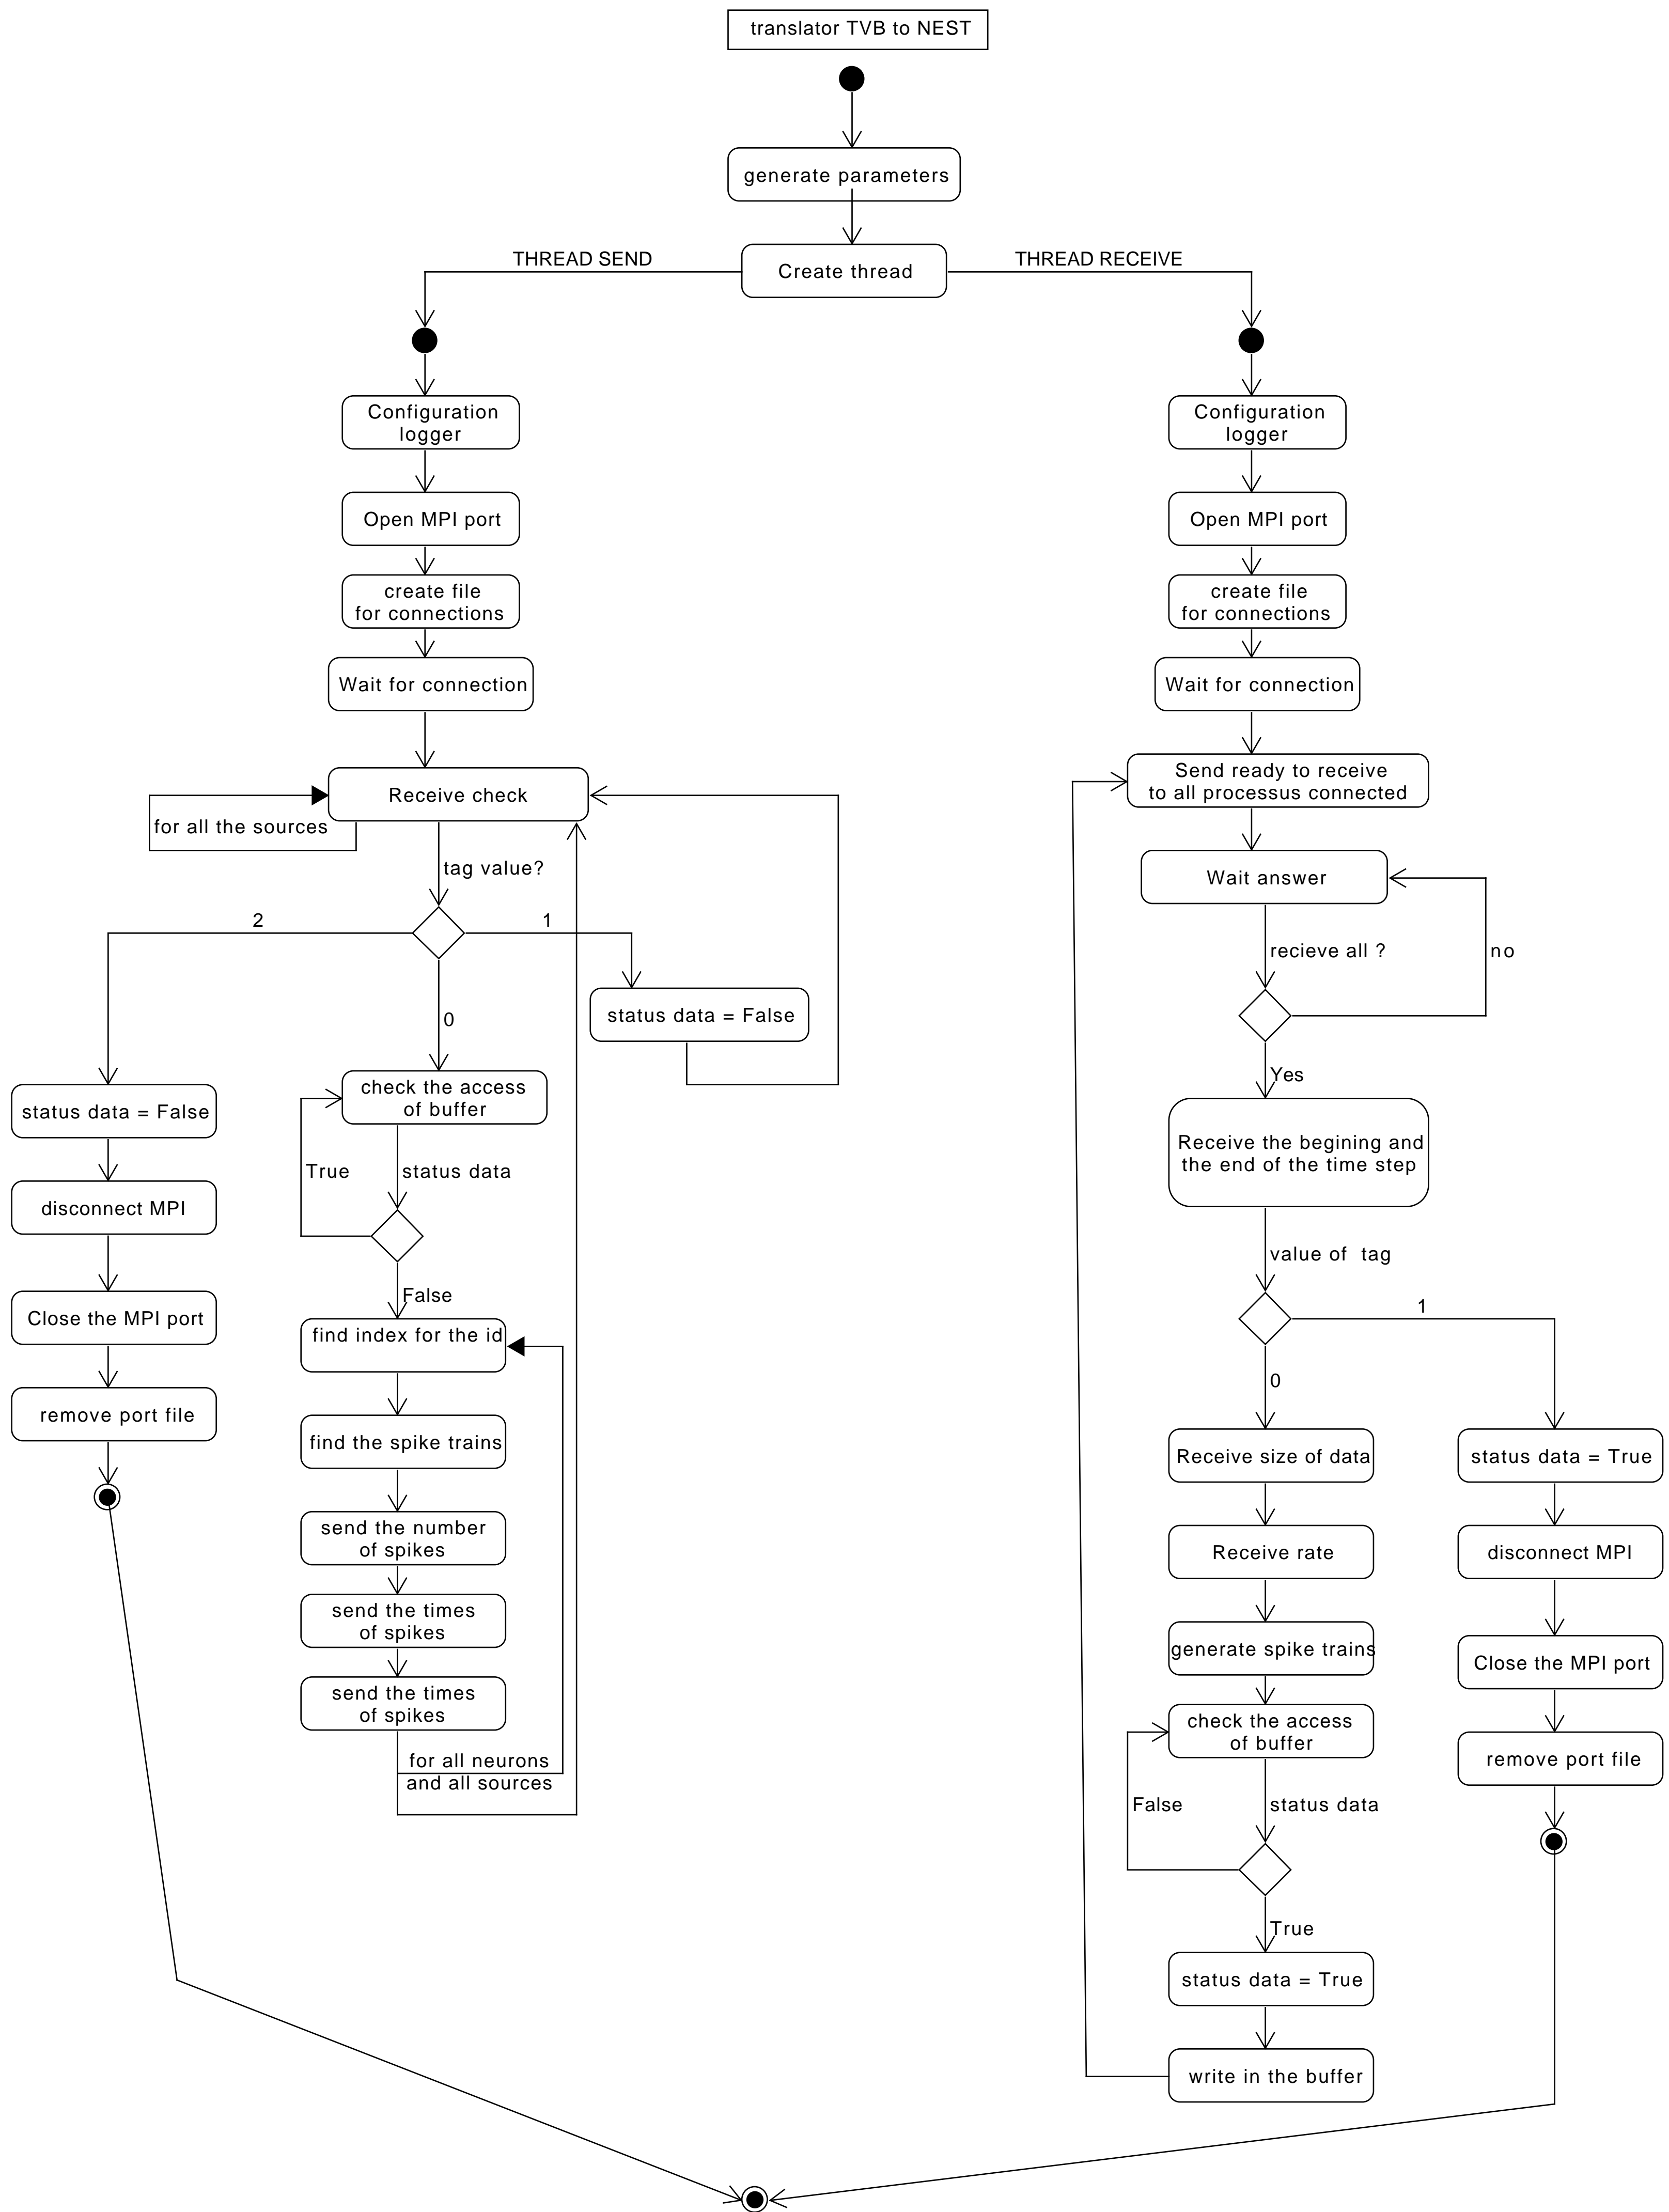 translator TVB to NEST
generate parameters
Create thread
THREAD SEND
THREAD RECEIVE
Configuration
logger
Open MPI port
create file
for connections
Wait for connection
Receive check
for all the sources
tag value?
2
1
0
status data = False
status data = False
disconnect MPI
Close the MPI port
remove port file
check the access
of buffer
True
status data
False
find index for the id
find the spike trains
send the number
of spikes
send the times
of spikes
send the times
of spikes
for all neurons
and all sources
Configuration
logger
Open MPI port
create file
for connections
Wait for connection
Send ready to receive
to all processus connected
Wait answer
recieve all ?
no
Yes
Receive the begining and
the end of the time step
value of  tag
1
0
Receive size of data
Receive rate
generate spike trains
check the access
of buffer
False
status data
True
status data = True
write in the buffer
status data = True
disconnect MPI
Close the MPI port
remove port file